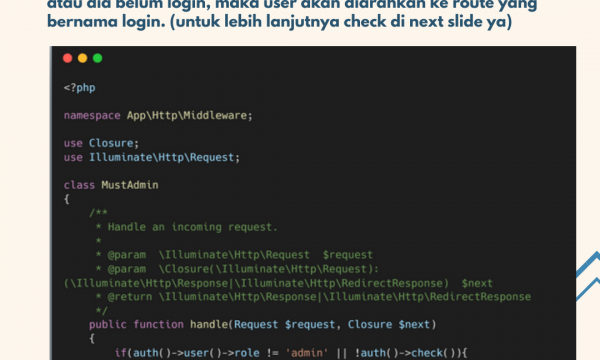 atau dia belum login, maka user akan diarahkan ke route yang
bernama login. (untuk lebih lanjutnya check di next slide ya)
<?php
namespace App\Http\Middleware;
use Closure;
use Illuminate\Http\Request;
class MustAdmin
{
/**
* Handle an incoming request.
*
* @param  \Illuminate\Http\Request  $request
* @param  \Closure(\Illuminate\Http\Request):
(\Illuminate\Http\Response|\Illuminate\Http\RedirectResponse)  $next
* @return \Illuminate\Http\Response|\Illuminate\Http\RedirectResponse
*/
public function handle(Request $request, Closure $next)
{
if(auth()->user()->role != 'admin' || !auth()->check()){